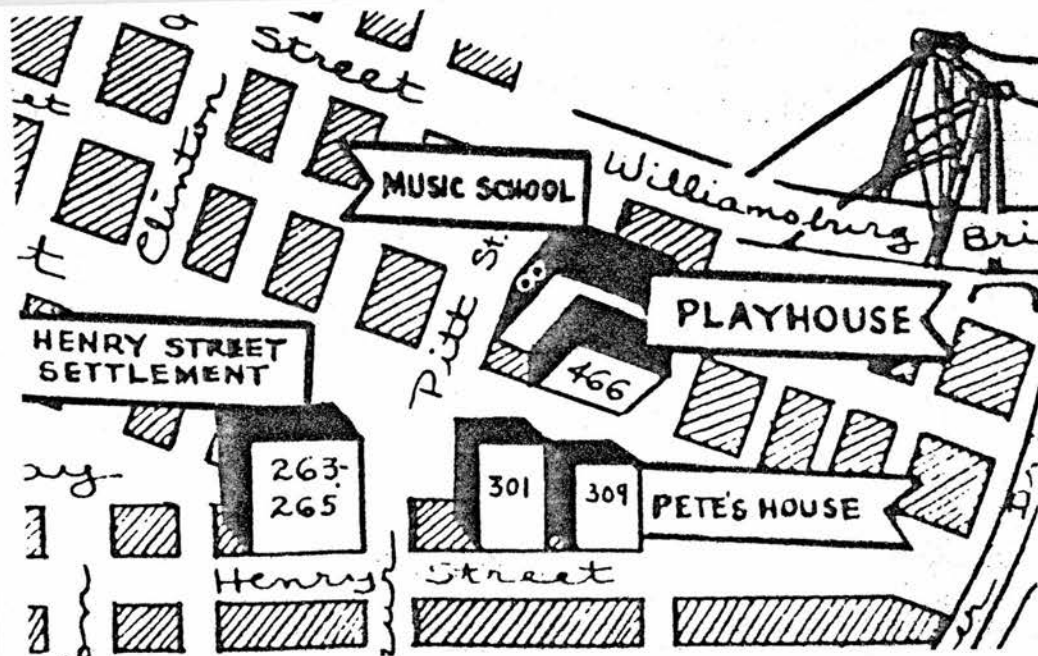 Street
Clinton
MUSIC SCHOOL
Williamsburg Bri
Pitt St.
PLAYHOUSE
HENRY STREET
SETTLEMENT
466
263-
265
301
309
PETE'S HOUSE
Henry Street